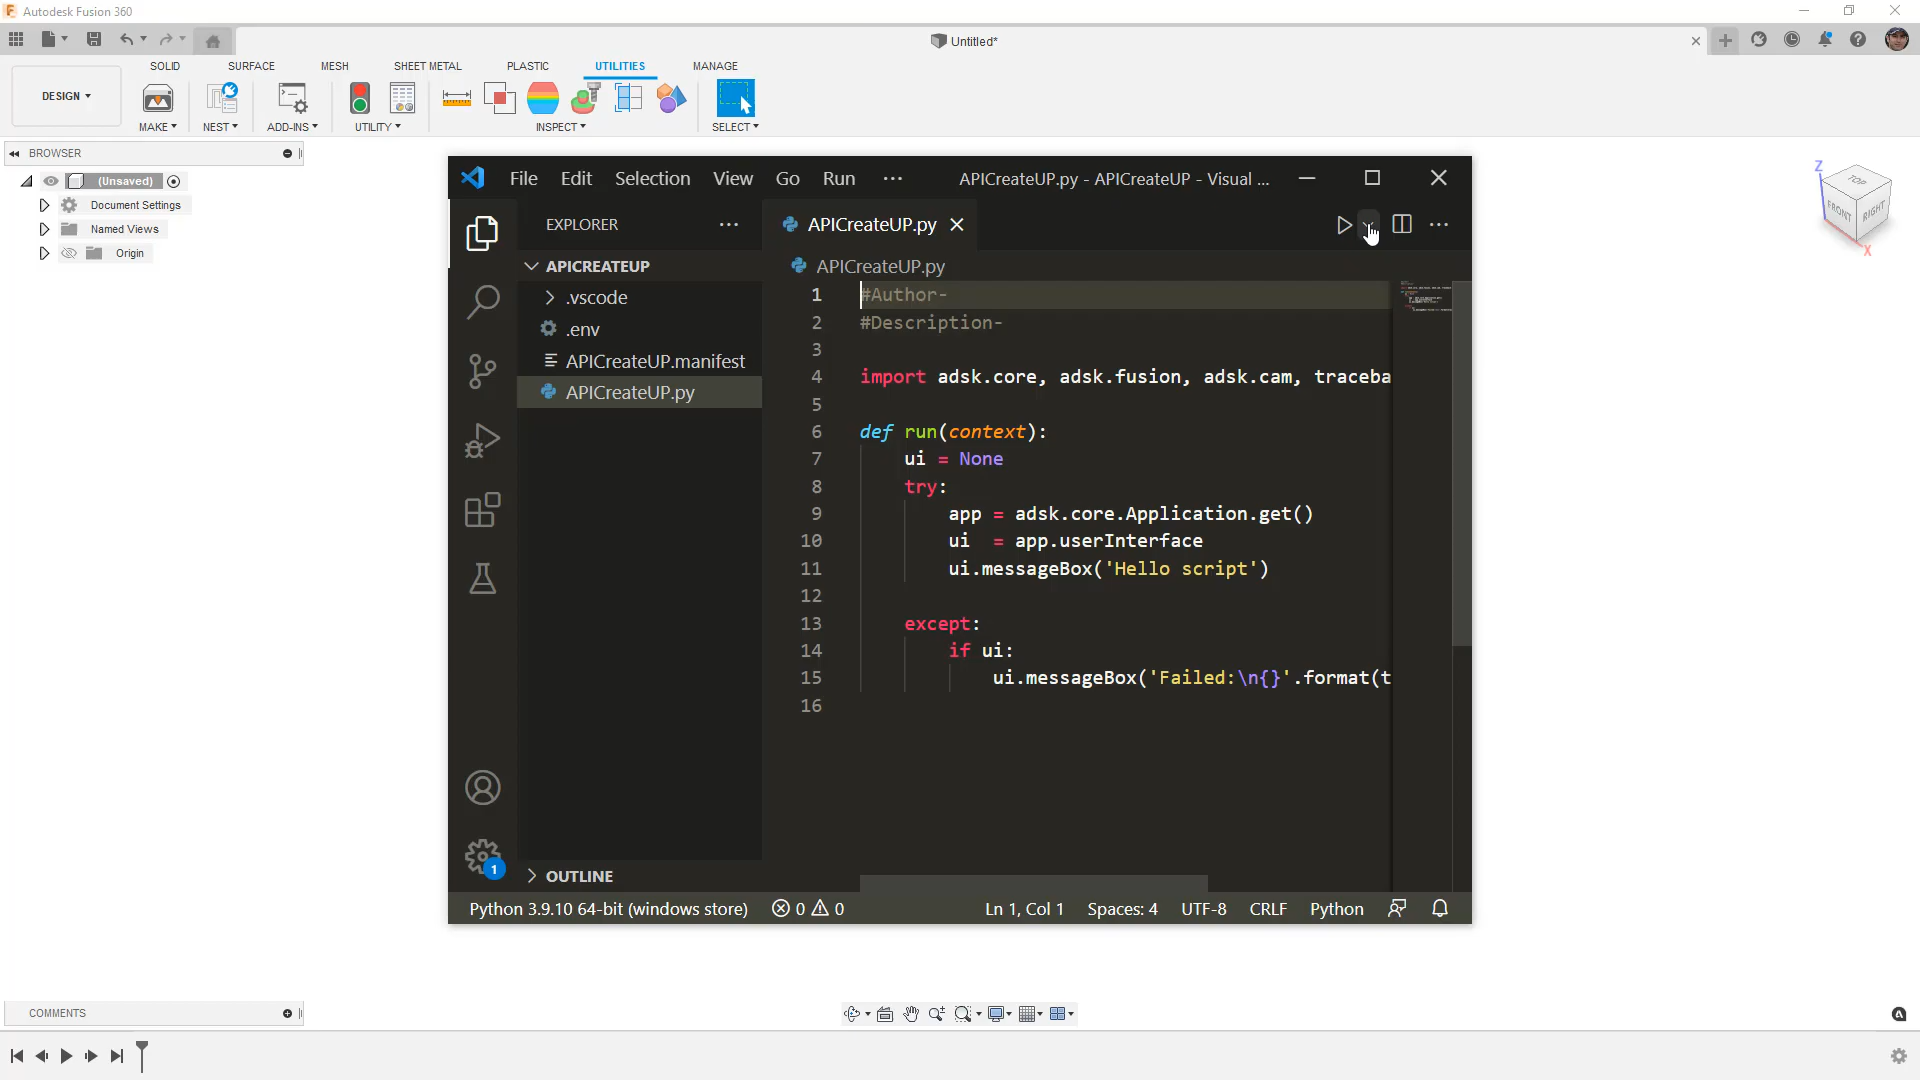 Autodesk Fusion 360
Untitled*
SOLID SURFACE MESH SHEET METAL PLASTIC UTILITIES MANAGE
DESIGN
MAKE NEST ADD-INS UTILITY INSPECT SELECT
BROWSER
(Unsaved)
Document Settings
Named Views
Origin
Z
TOP
FRONT RIGHT
X
File Edit Selection View Go Run ··· APICreateUP.py - APICreateUP - Visual ...
EXPLORER
APICreateUP.py
APICREATEUP
.vscode
.env
APICreateUP.manifest
APICreateUP.py
OUTLINE
APICreateUP.py
1 #Author-
2 #Description-
3
4 import adsk.core, adsk.fusion, adsk.cam, traceba
5
6 def run(context):
7 ui = None
8 try:
9 app = adsk.core.Application.get()
10 ui  = app.userInterface
11 ui.messageBox('Hello script')
12
13 except:
14 if ui:
15 ui.messageBox('Failed:\n{}'.format(t
16
1
Python 3.9.10 64-bit (windows store) 0 0 Ln 1, Col 1 Spaces: 4 UTF-8 CRLF Python
COMMENTS